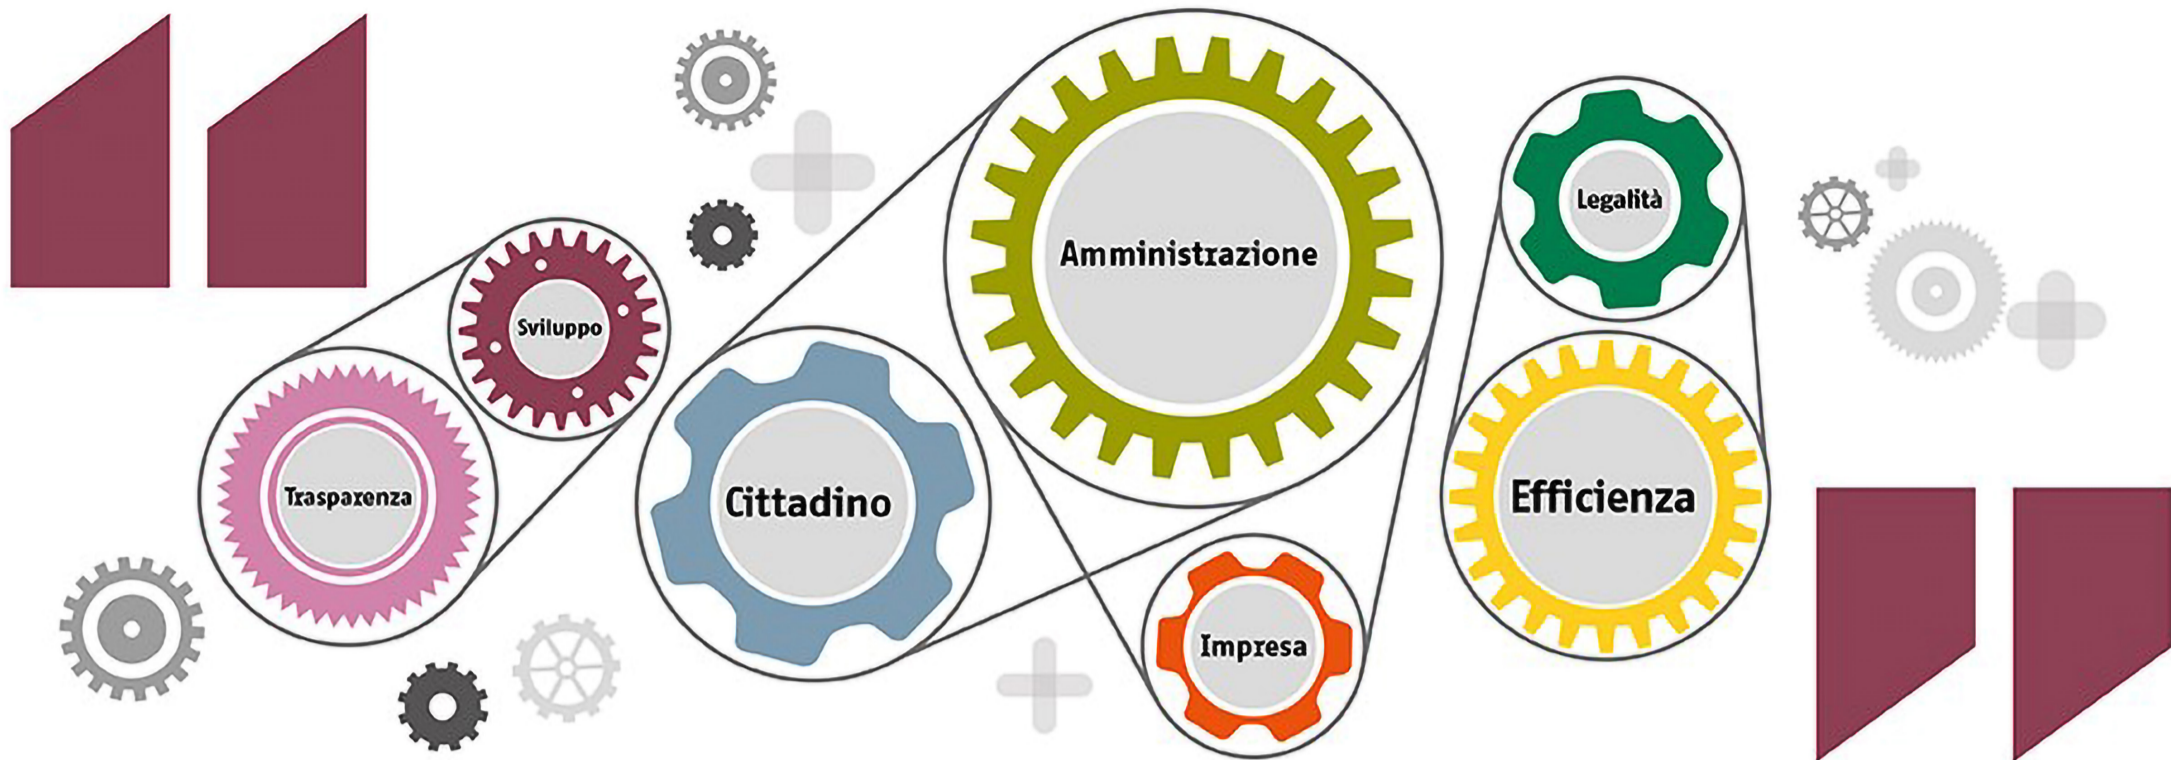 Legalità
Amministrazione
Sviluppo
Trasparenza
Cittadino
Efficienza
Impresa